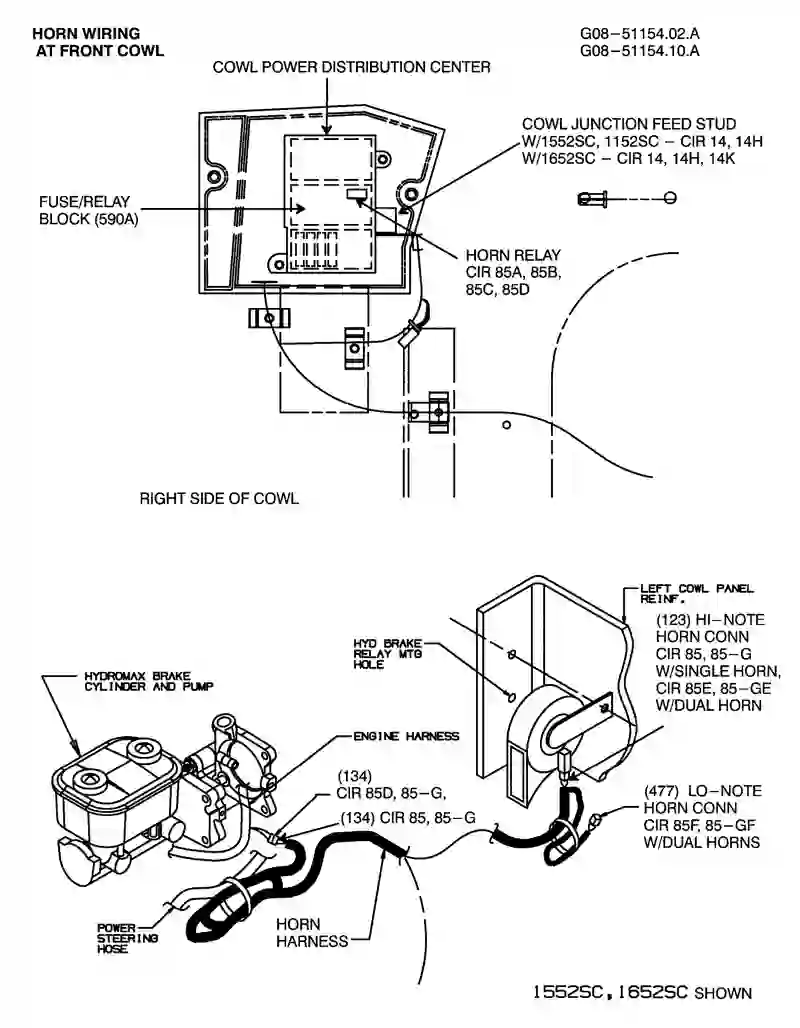 HORN WIRING
AT FRONT COWL
G08-51154.02.A
G08-51154.10.A
COWL POWER DISTRIBUTION CENTER
COWL JUNCTION FEED STUD
W/1552SC, 1152SC - CIR 14, 14H
W/1652SC - CIR 14, 14H, 14K
FUSE/RELAY
BLOCK (590A)
HORN RELAY
CIR 85A, 85B,
85C, 85D
RIGHT SIDE OF COWL
LEFT COWL PANEL
REINF.
(123) HI-NOTE
HORN CONN
CIR 85, 85-G
W/SINGLE HORN,
CIR 85E, 85-GE
W/DUAL HORN
HYD BRAKE
RELAY MTG
HOLE
HYDROMAX BRAKE
CYLINDER AND PUMP
ENGINE HARNESS
(134)
CIR 85D, 85-G,
(134) CIR 85, 85-G
(477) LO-NOTE
HORN CONN
CIR 85F, 85-GF
W/DUAL HORNS
POWER
STEERING
HOSE
HORN
HARNESS
1552SC, 1652SC SHOWN